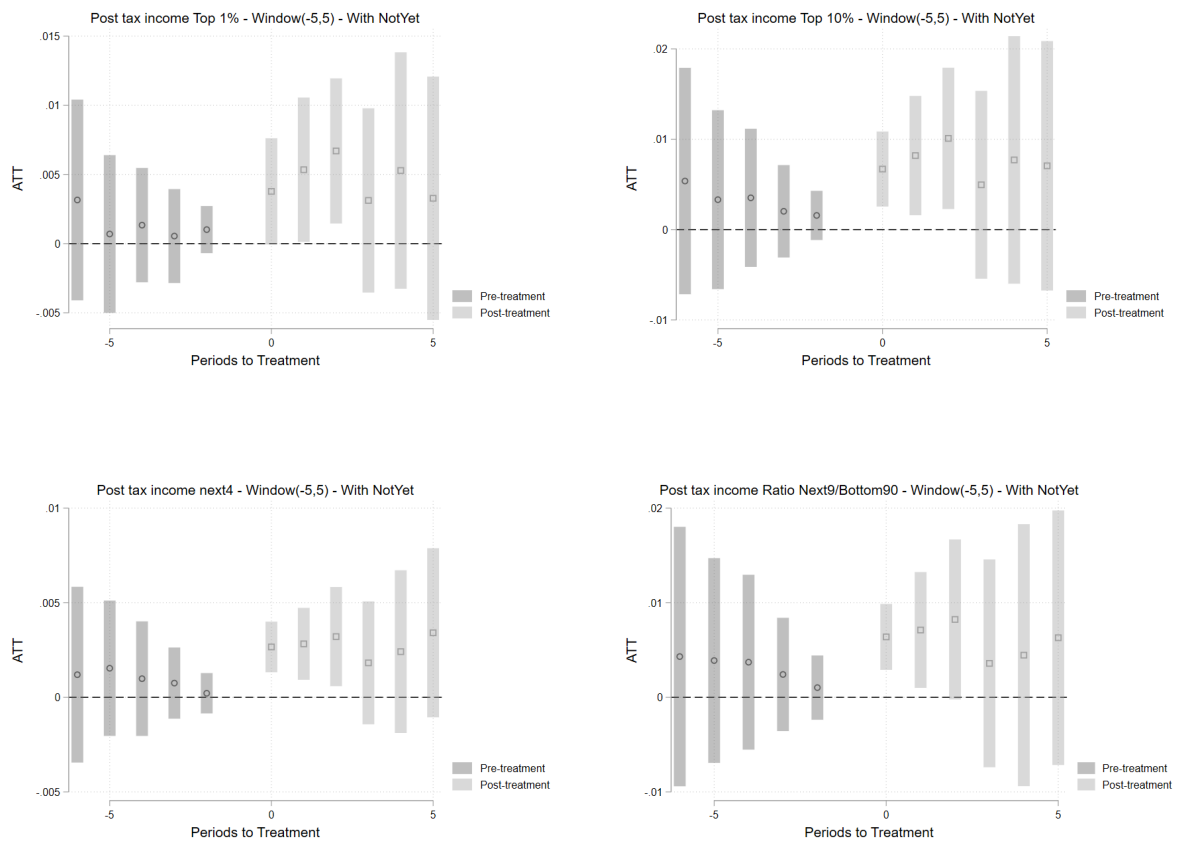 Post tax income Top 1% - Window(-5,5) - With NotYet
.015
.01
.005
0
-.005
ATT
-5
0
5
Periods to Treatment
Pre-treatment
Post-treatment
Post tax income Top 10% - Window(-5,5) - With NotYet
.02
.01
0
-.01
ATT
-5
0
5
Periods to Treatment
Pre-treatment
Post-treatment
Post tax income next4 - Window(-5,5) - With NotYet
.01
.005
0
-.005
ATT
-5
0
5
Periods to Treatment
Pre-treatment
Post-treatment
Post tax income Ratio Next9/Bottom90 - Window(-5,5) - With NotYet
.02
.01
0
-.01
ATT
-5
0
5
Periods to Treatment
Pre-treatment
Post-treatment